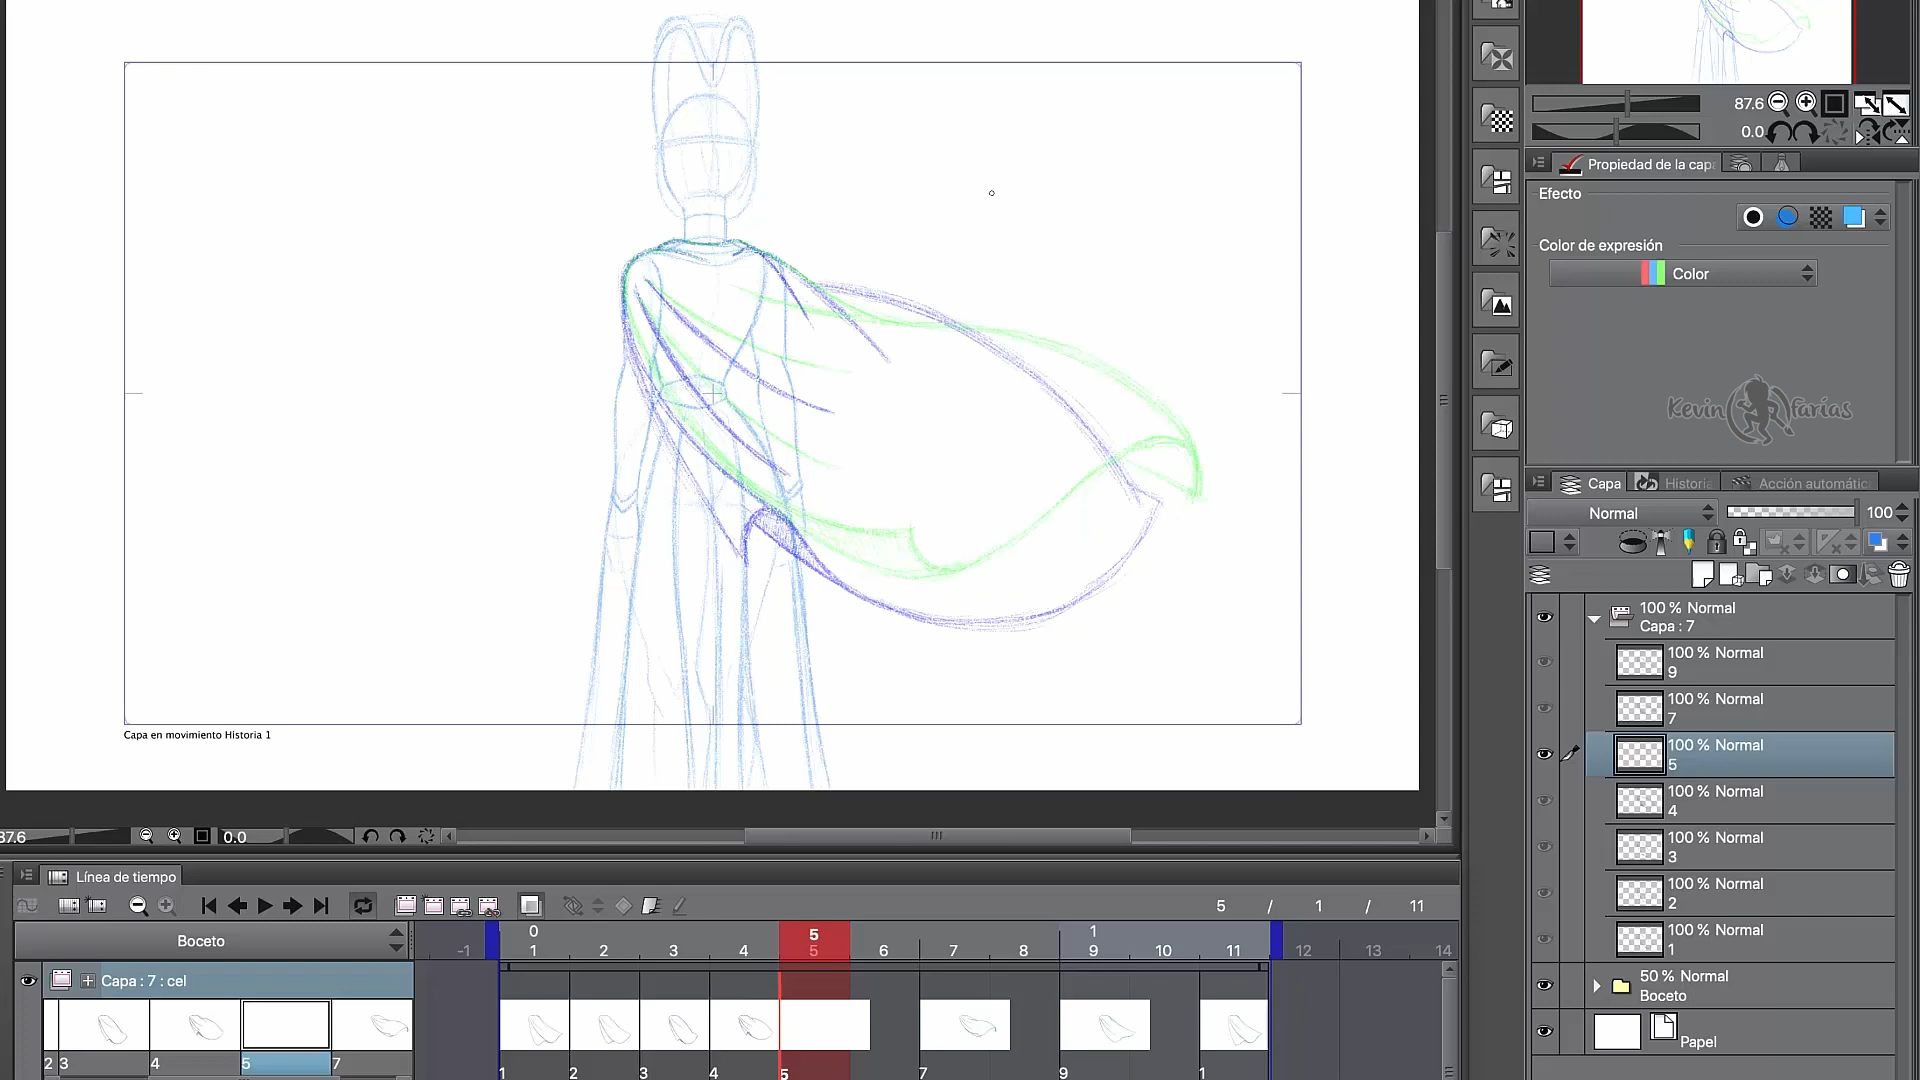 87.6
0.0
Propiedad de la capa
Efecto
Color de expresión
Color
Kevin farias
Capa
Historia
Acción automátic
Normal
100
100 % Normal
Capa : 7
100 % Normal
9
100 % Normal
7
100 % Normal
5
100 % Normal
4
100 % Normal
3
100 % Normal
2
100 % Normal
1
50 % Normal
Boceto
Papel
Capa en movimiento Historia 1
37.6
0.0
Línea de tiempo
5 / 1 / 11
Boceto
0 5 1
-1 1 2 3 4 5 6 7 8 9 10 11 12 13 14
Capa : 7 : cel
2 3 4 5 7
1 2 3 4 5 7 9 1